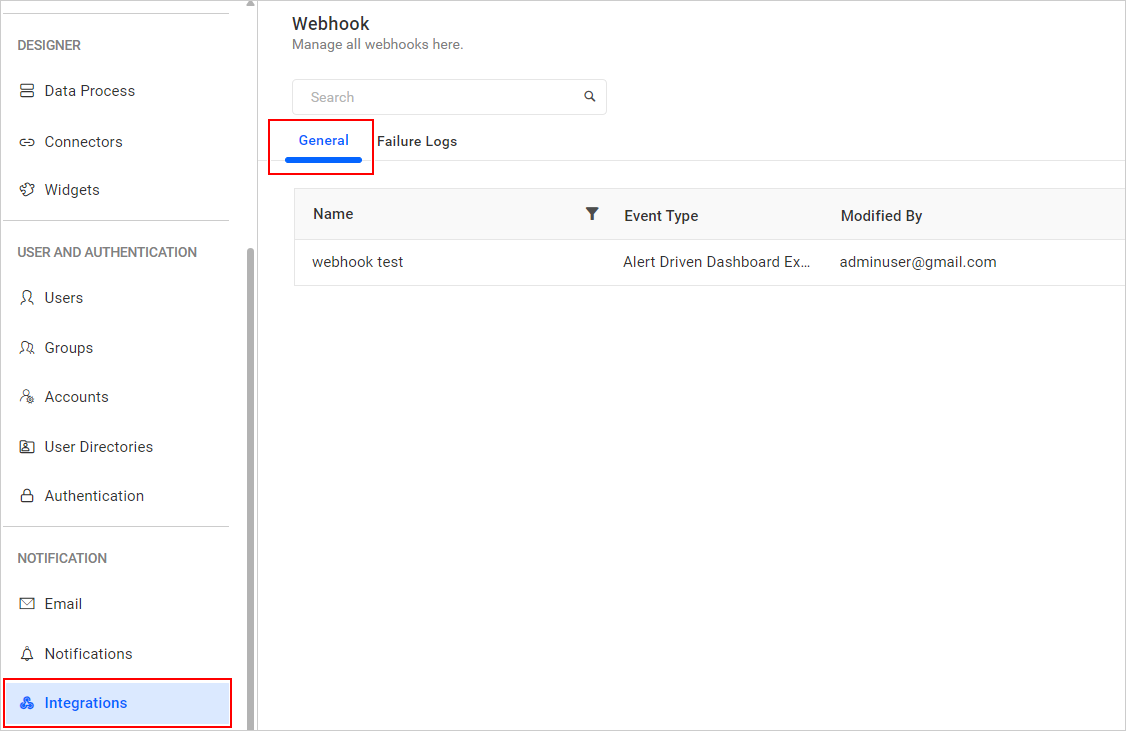 DESIGNER
Data Process
Connectors
Widgets
USER AND AUTHENTICATION
Users
Groups
Accounts
User Directories
Authentication
NOTIFICATION
Email
Notifications
Integrations
Webhook
Manage all webhooks here.
Search
General Failure Logs
Name Event Type Modified By
webhook test Alert Driven Dashboard Ex... adminuser@gmail.com